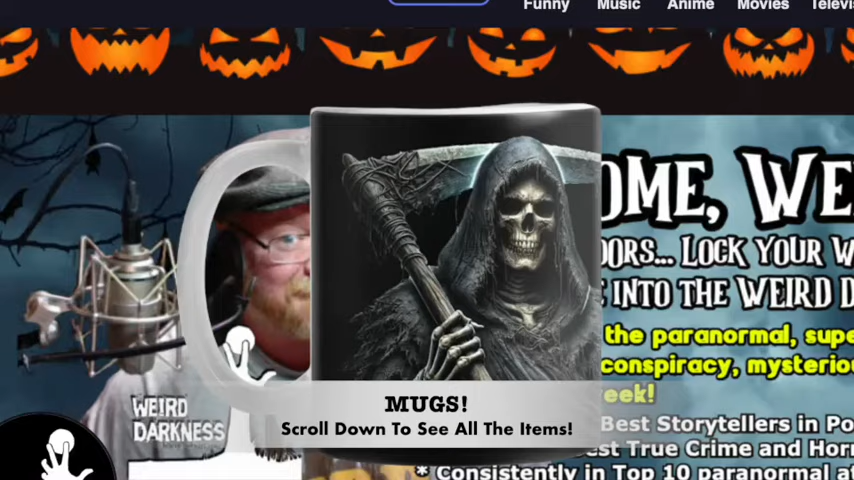 Funny Music Anime Movies
OME, WE
OORS... LOCK YOUR W
INTO THE WEIRD D
the paranormal, supe
conspiracy, mysteriou
eek!
MUGS!
Scroll Down To See All The Items!
WEIRD
DARKNESS
Best Storytellers in Po
st True Crime and Horr
* Consistently in Top 10 paranormal